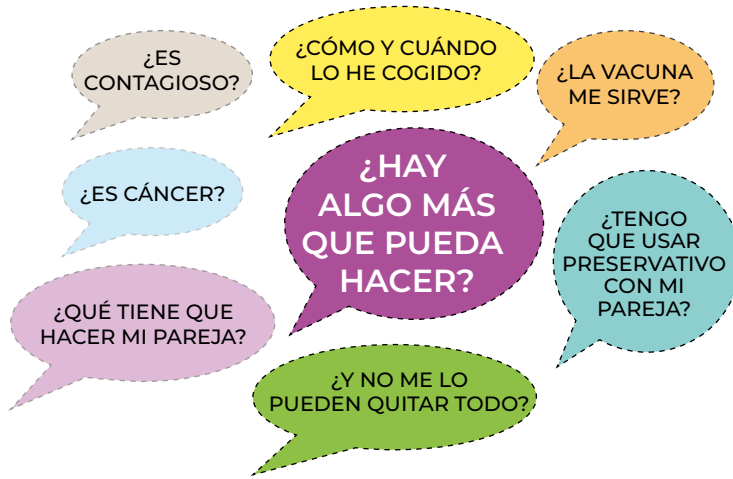 ¿ES
CONTAGIOSO?
¿CÓMO Y CUÁNDO
LO HE COGIDO?
¿LA VACUNA
ME SIRVE?
¿ES CÁNCER?
¿HAY
ALGO MÁS
QUE PUEDA
HACER?
¿TENGO
QUE USAR
PRESERVATIVO
CON MI
PAREJA?
¿QUÉ TIENE QUE
HACER MI PAREJA?
¿Y NO ME LO
PUEDEN QUITAR TODO?